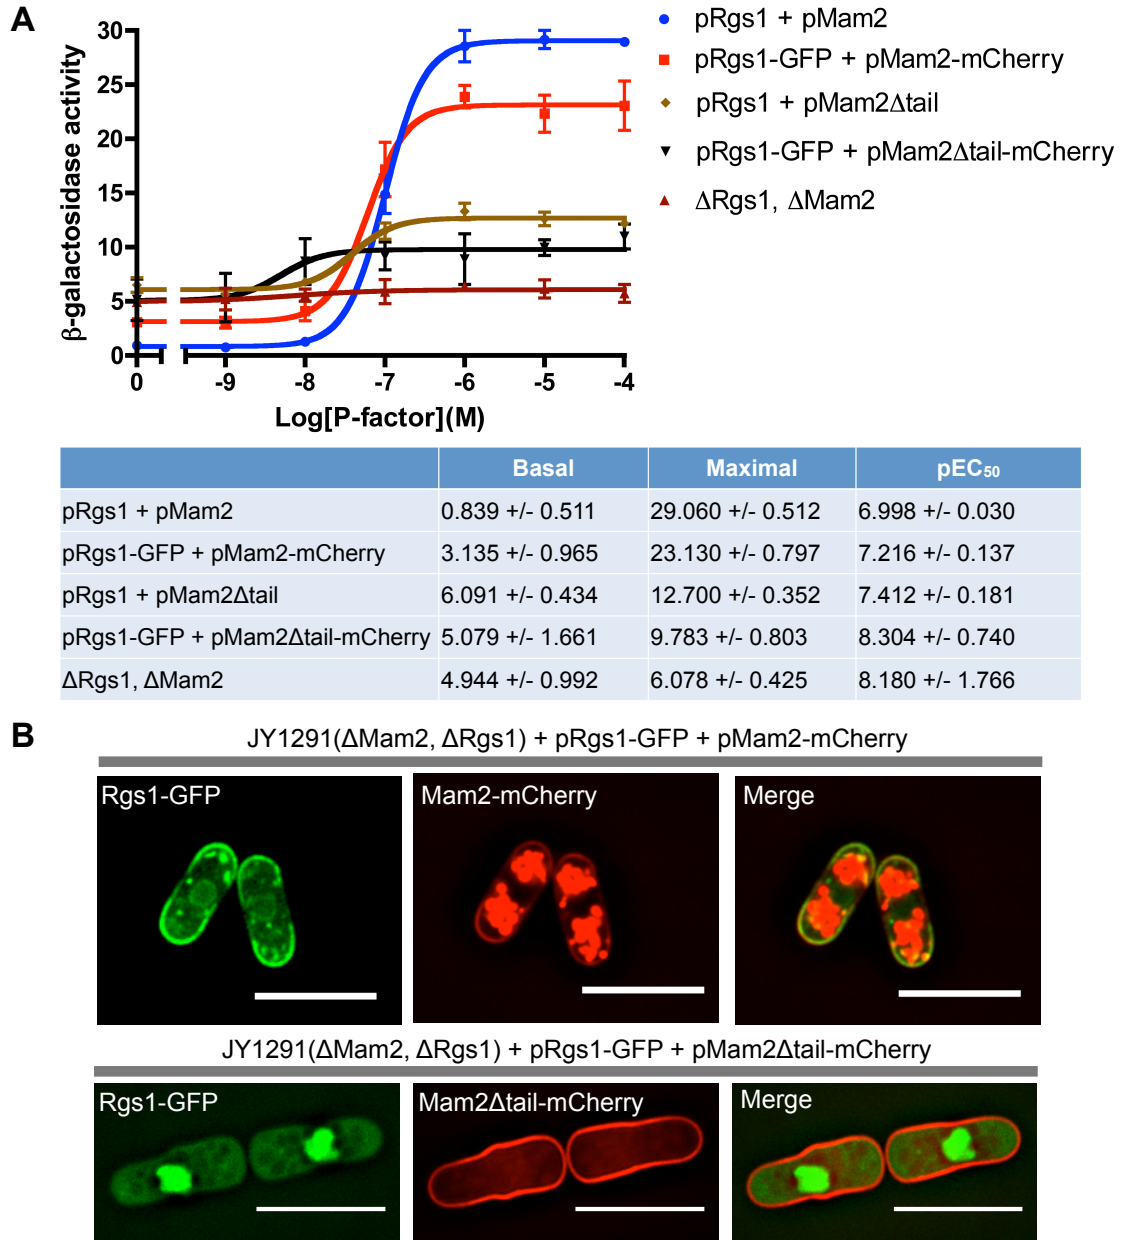 A
β-galactosidase activity
30
25
20
15
10
5
0
0 -9 -8 -7 -6 -5 -4
Log[P-factor](M)
pRgs1 + pMam2
pRgs1-GFP + pMam2-mCherry
pRgs1 + pMam2Δtail
pRgs1-GFP + pMam2Δtail-mCherry
ΔRgs1, ΔMam2
Basal Maximal pEC₅₀
pRgs1 + pMam2 0.839 +/- 0.511 29.060 +/- 0.512 6.998 +/- 0.030
pRgs1-GFP + pMam2-mCherry 3.135 +/- 0.965 23.130 +/- 0.797 7.216 +/- 0.137
pRgs1 + pMam2Δtail 6.091 +/- 0.434 12.700 +/- 0.352 7.412 +/- 0.181
pRgs1-GFP + pMam2Δtail-mCherry 5.079 +/- 1.661 9.783 +/- 0.803 8.304 +/- 0.740
ΔRgs1, ΔMam2 4.944 +/- 0.992 6.078 +/- 0.425 8.180 +/- 1.766
B
JY1291(ΔMam2, ΔRgs1) + pRgs1-GFP + pMam2-mCherry
Rgs1-GFP Mam2-mCherry Merge
JY1291(ΔMam2, ΔRgs1) + pRgs1-GFP + pMam2Δtail-mCherry
Rgs1-GFP Mam2Δtail-mCherry Merge